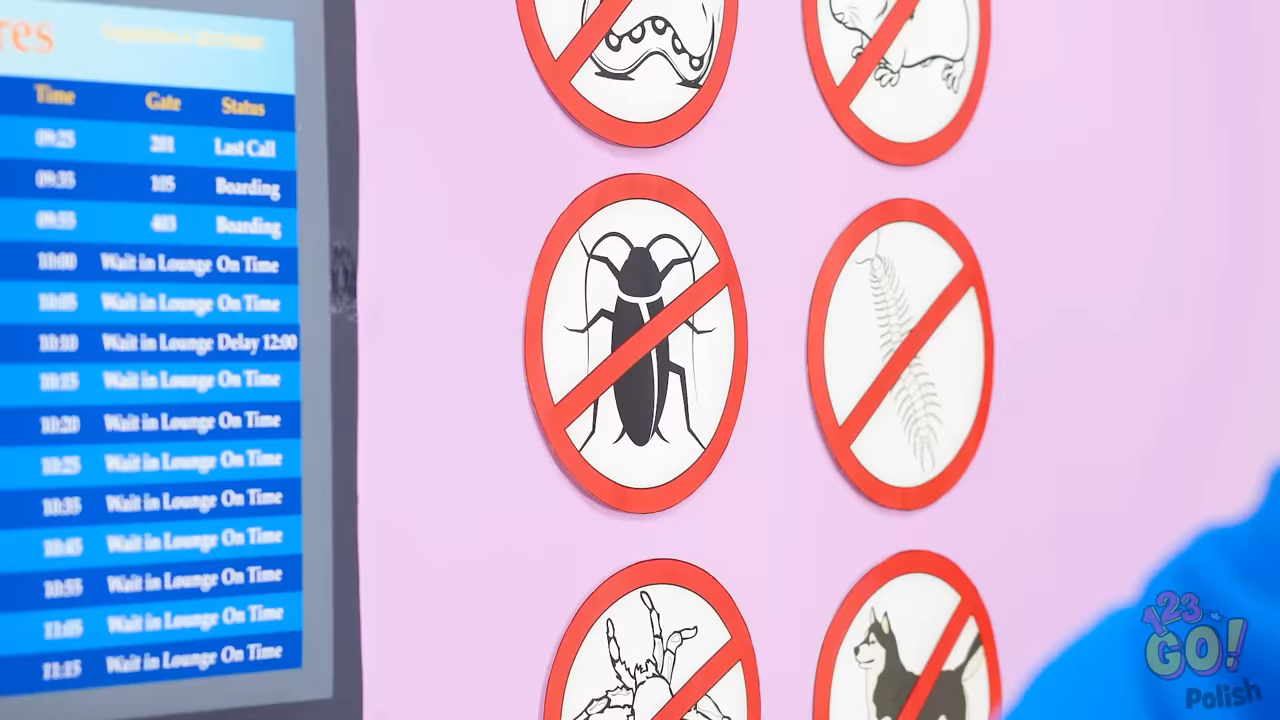 res
Time Gate Status
09:25 201 Last Call
09:35 105 Boarding
09:55 403 Boarding
10:00 Wait in Lounge On Time
10:05 Wait in Lounge On Time
10:10 Wait in Lounge Delay 12:00
10:15 Wait in Lounge On Time
10:20 Wait in Lounge On Time
10:25 Wait in Lounge On Time
10:35 Wait in Lounge On Time
10:45 Wait in Lounge On Time
10:55 Wait in Lounge On Time
11:05 Wait in Lounge On Time
11:15 Wait in Lounge On Time
123
GO!
Polish